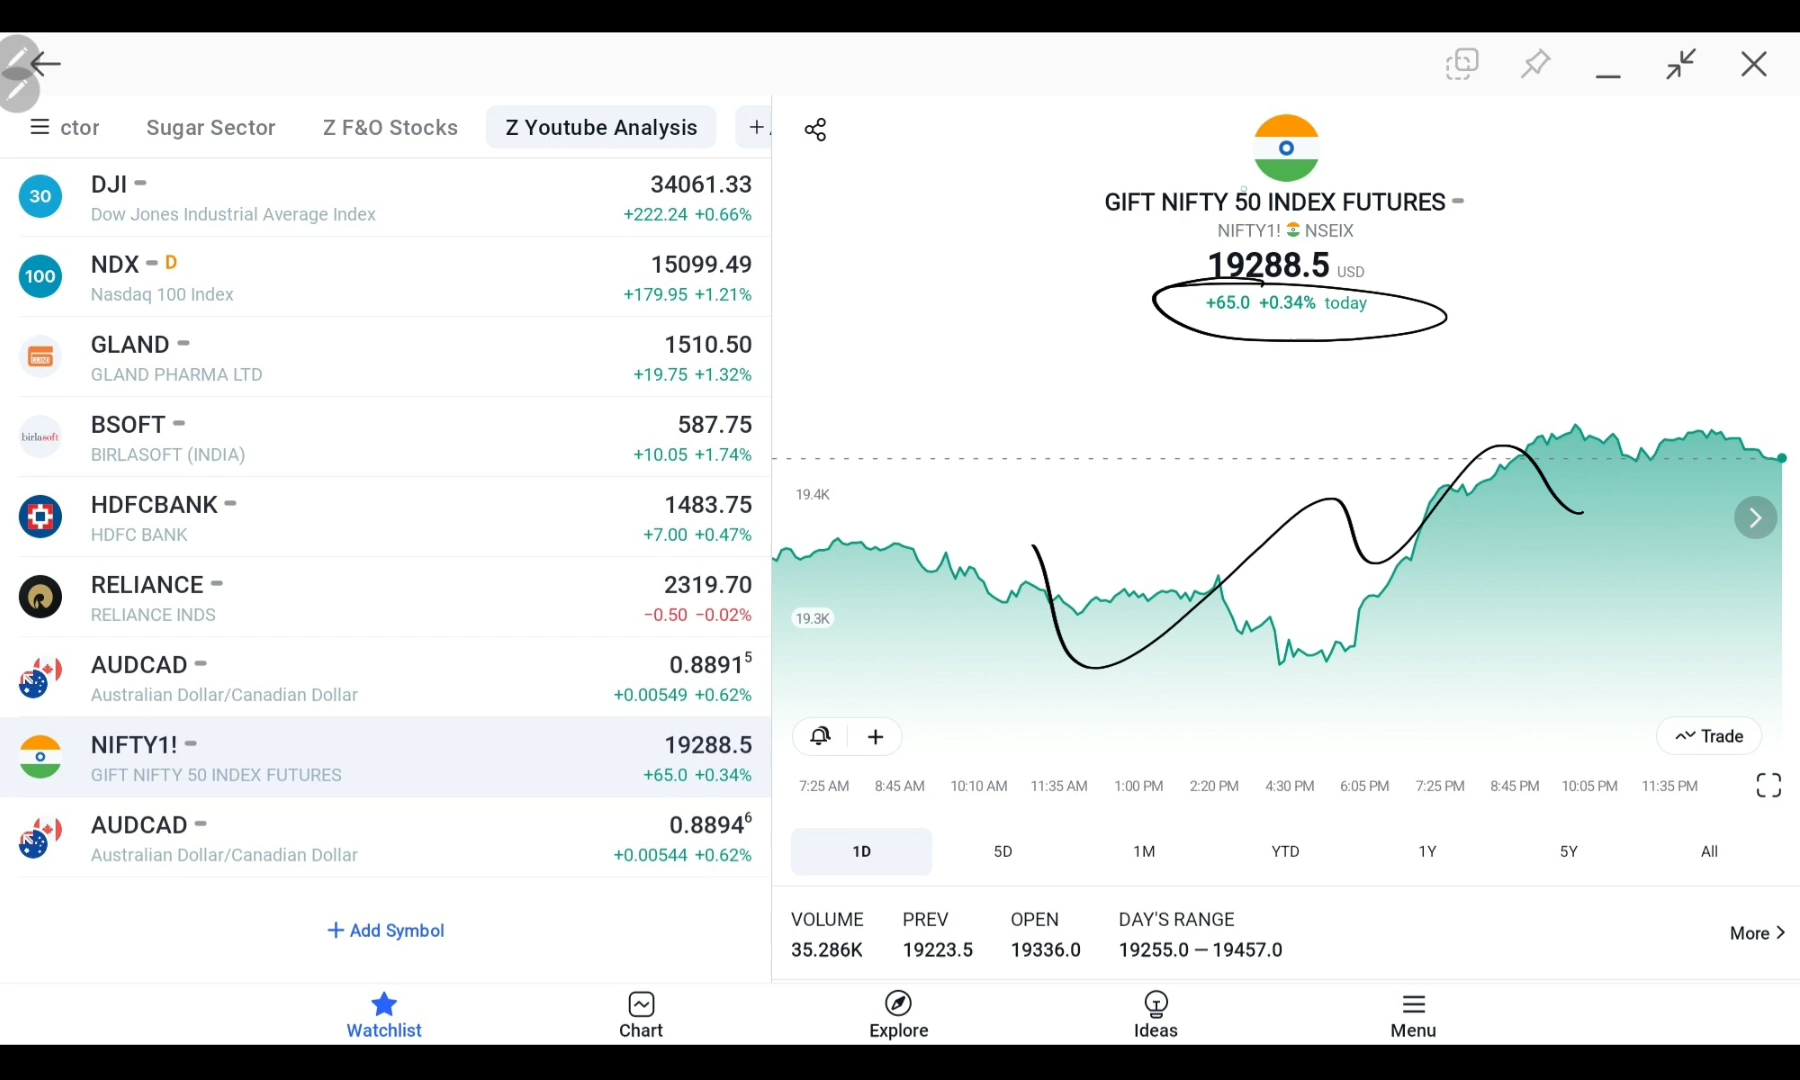 ctor Sugar Sector Z F&O Stocks Z Youtube Analysis +
30 DJI 34061.33
Dow Jones Industrial Average Index +222.24 +0.66%
100 NDX D 15099.49
Nasdaq 100 Index +179.95 +1.21%
GLAND 1510.50
GLAND PHARMA LTD +19.75 +1.32%
BSOFT 587.75
birlasoft
BIRLASOFT (INDIA) +10.05 +1.74%
HDFCBANK 1483.75
HDFC BANK +7.00 +0.47%
RELIANCE 2319.70
RELIANCE INDS −0.50 −0.02%
AUDCAD 0.8891⁵
Australian Dollar/Canadian Dollar +0.00549 +0.62%
NIFTY1! 19288.5
GIFT NIFTY 50 INDEX FUTURES +65.0 +0.34%
AUDCAD 0.8894⁶
Australian Dollar/Canadian Dollar +0.00544 +0.62%
+ Add Symbol
GIFT NIFTY 50 INDEX FUTURES
NIFTY1! NSEIX
19288.5 USD
+65.0 +0.34% today
19.4K
19.3K
+ Trade
7:25 AM 8:45 AM 10:10 AM 11:35 AM 1:00 PM 2:20 PM 4:30 PM 6:05 PM 7:25 PM 8:45 PM 10:05 PM 11:35 PM
1D 5D 1M YTD 1Y 5Y All
VOLUME PREV OPEN DAY'S RANGE
35.286K 19223.5 19336.0 19255.0 — 19457.0
More >
Watchlist Chart Explore Ideas Menu